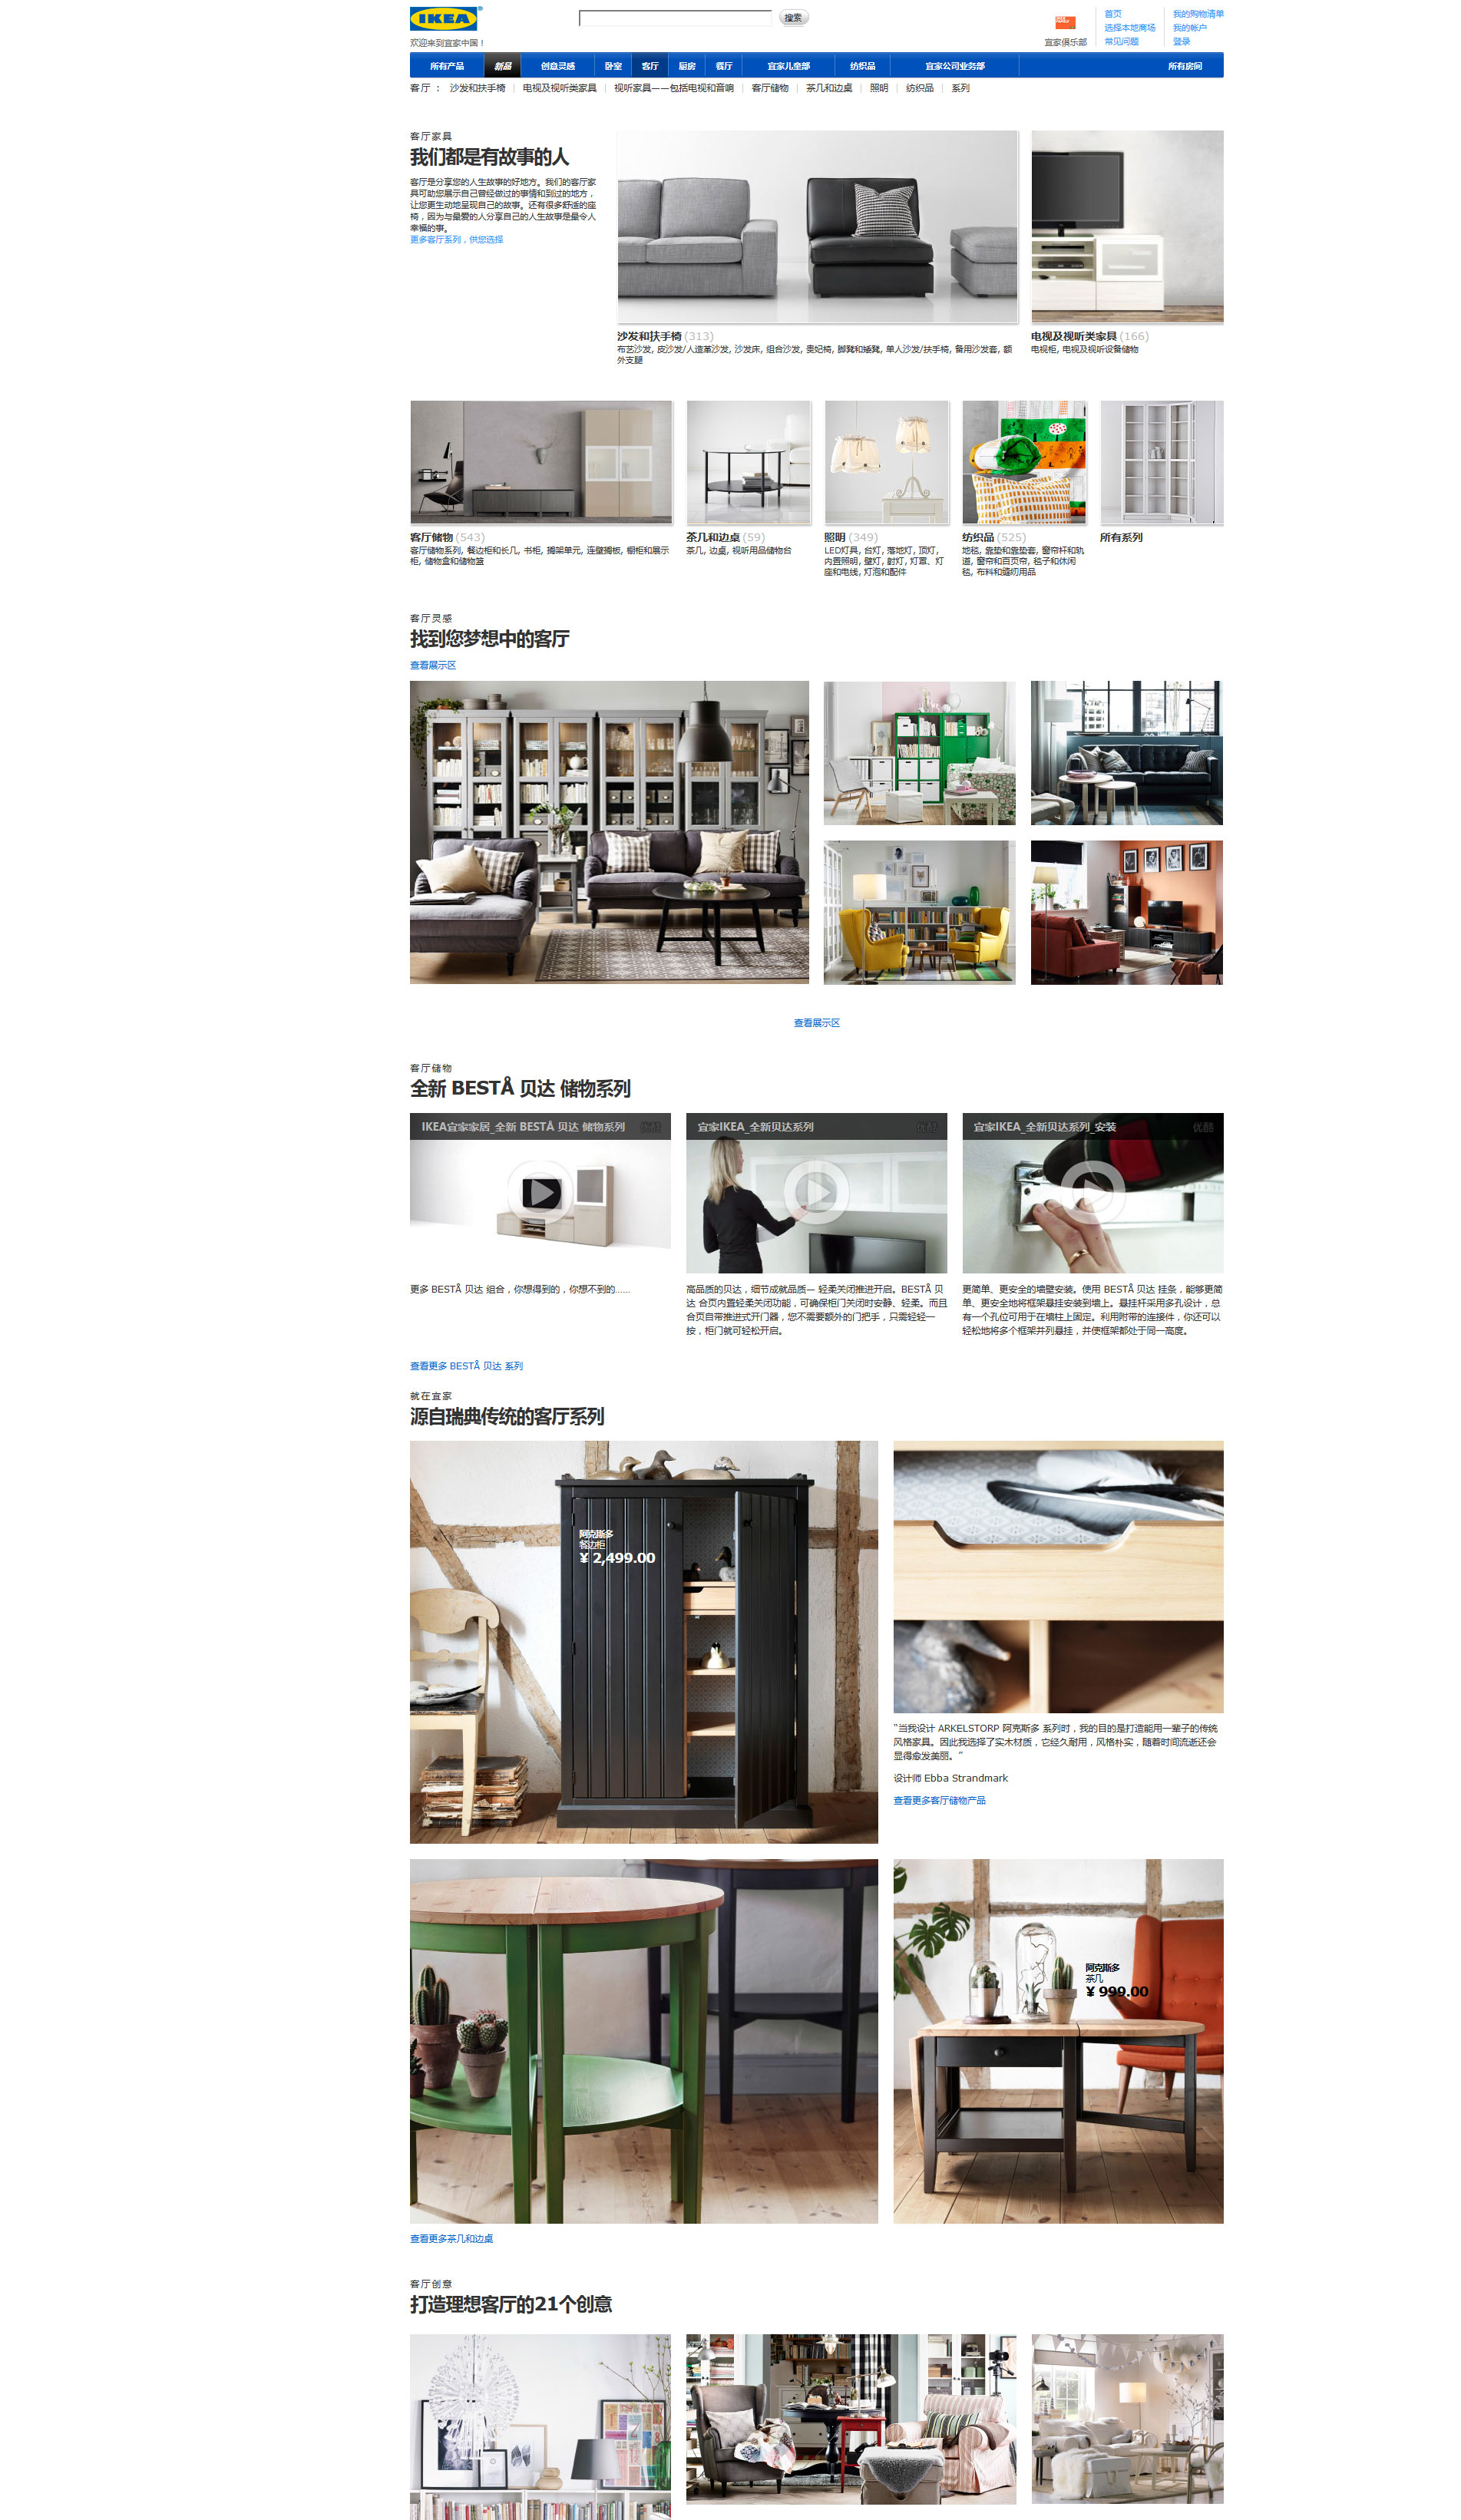 IKEA
搜索
欢迎来到宜家中国！
宜家俱乐部
首页
选择本地商场
常见问题
我的购物清单
我的帐户
登录
所有产品 新品 创意灵感 卧室 客厅 厨房 餐厅 宜家儿童部 纺织品 宜家公司业务部 所有房间
客厅 ： 沙发和扶手椅 电视及视听类家具 视听家具——包括电视和音响 客厅储物 茶几和边桌 照明 纺织品 系列
客厅家具
我们都是有故事的人
客厅是分享您的人生故事的好地方。我们的客厅家
具可助您展示自己曾经做过的事情和到过的地方，
让您更生动地呈现自己的故事。还有很多舒适的座
椅，因为与最爱的人分享自己的人生故事是最令人
幸福的事。
更多客厅系列，供您选择
沙发和扶手椅 (313)
布艺沙发, 皮沙发/人造革沙发, 沙发床, 组合沙发, 贵妃椅, 脚凳和矮凳, 单人沙发/扶手椅, 备用沙发套, 额
外支腿
电视及视听类家具 (166)
电视柜, 电视及视听设备储物
客厅储物 (543)
客厅储物系列, 餐边柜和长几, 书柜, 搁架单元, 连壁搁板, 橱柜和展示
柜, 储物盒和储物篮
茶几和边桌 (59)
茶几, 边桌, 视听用品储物台
照明 (349)
LED灯具, 台灯, 落地灯, 顶灯,
内置照明, 壁灯, 射灯, 灯罩、灯
座和电线, 灯泡和配件
纺织品 (525)
地毯, 靠垫和靠垫套, 窗帘杆和轨
道, 窗帘和百页帘, 毯子和休闲
毯, 布料和缝纫用品
所有系列
客厅灵感
找到您梦想中的客厅
查看展示区
查看展示区
客厅储物
全新 BESTÅ 贝达 储物系列
IKEA宜家家居_全新 BESTÅ 贝达 储物系列 优酷
宜家IKEA_全新贝达系列 优酷
宜家IKEA_全新贝达系列_安装 优酷
更多 BESTÅ 贝达 组合，你想得到的，你想不到的……
高品质的贝达，细节成就品质— 轻柔关闭推进开启。BESTÅ 贝
达 合页内置轻柔关闭功能，可确保柜门关闭时安静、轻柔。而且
合页自带推进式开门器，您不需要额外的门把手，只需轻轻一
按，柜门就可轻松开启。
更简单、更安全的墙壁安装。使用 BESTÅ 贝达 挂条，能够更简
单、更安全地将框架悬挂安装到墙上。悬挂杆采用多孔设计，总
有一个孔位可用于在墙柱上固定。利用附带的连接件，你还可以
轻松地将多个框架并列悬挂，并使框架都处于同一高度。
查看更多 BESTÅ 贝达 系列
就在宜家
源自瑞典传统的客厅系列
阿克斯多
餐边柜
¥ 2,499.00
"当我设计 ARKELSTORP 阿克斯多 系列时，我的目的是打造能用一辈子的传统
风格家具。因此我选择了实木材质，它经久耐用，风格朴实，随着时间流逝还会
显得愈发美丽。"
设计师 Ebba Strandmark
查看更多客厅储物产品
阿克斯多
茶几
¥ 999.00
查看更多茶几和边桌
客厅创意
打造理想客厅的21个创意